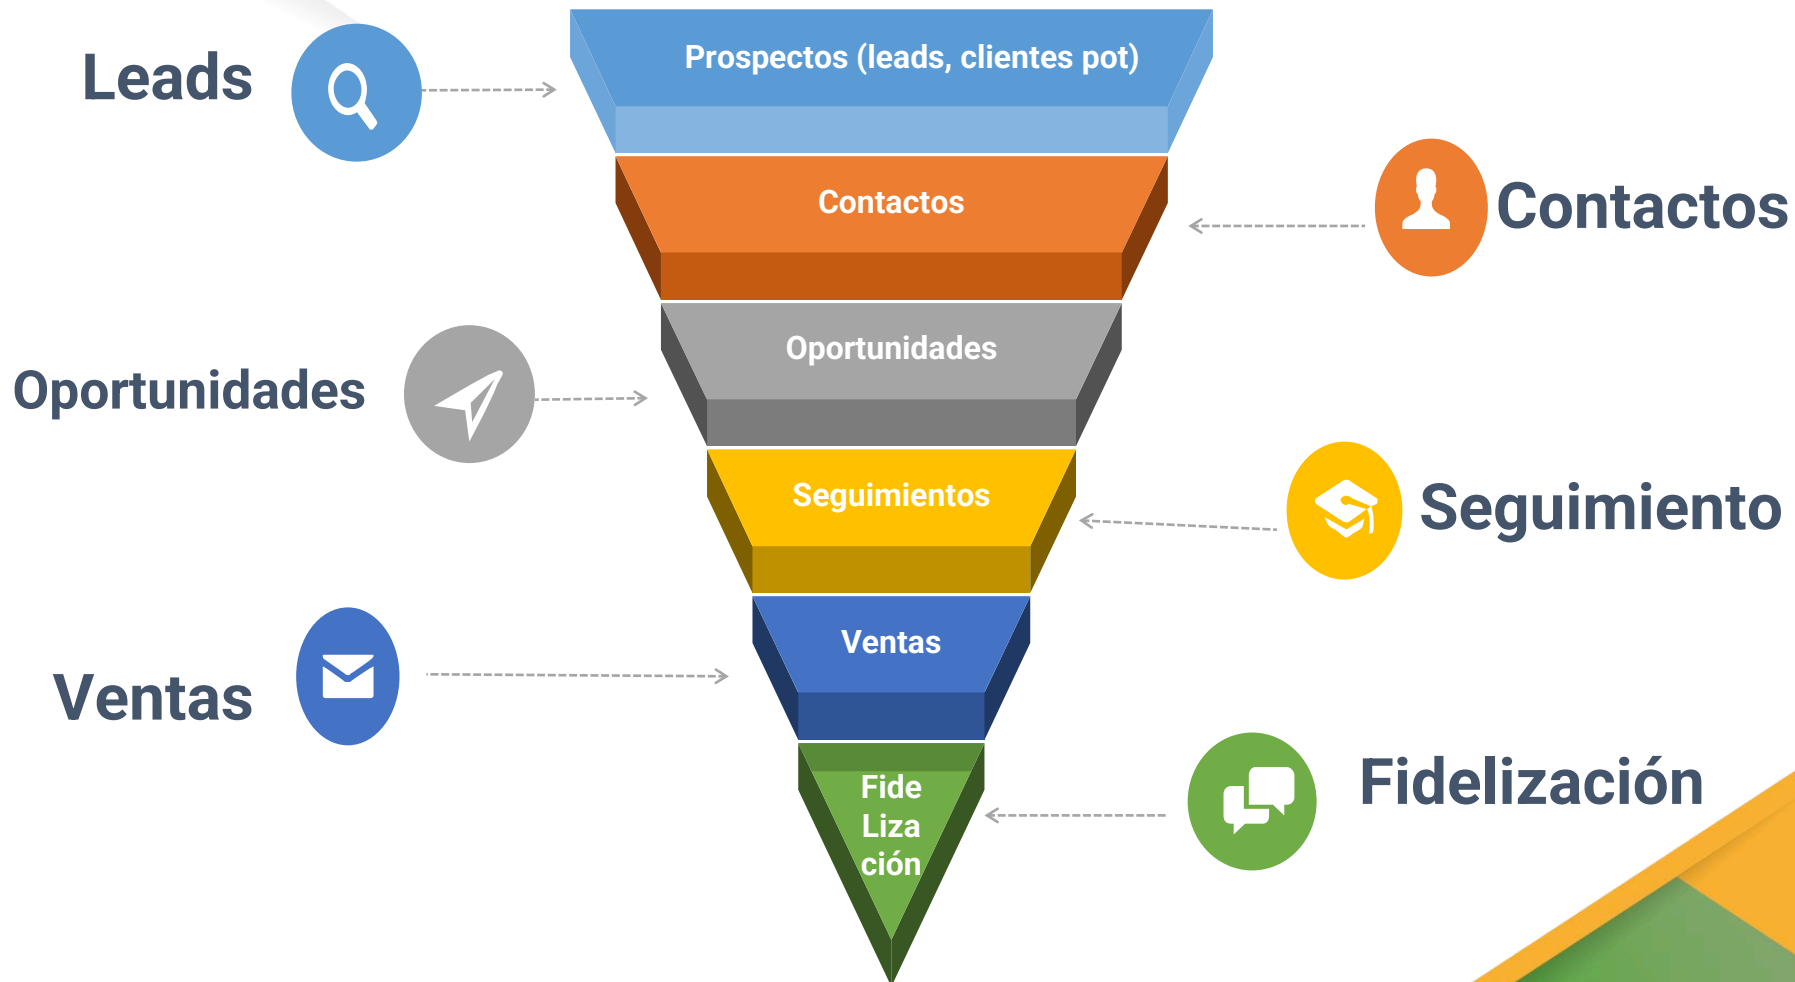 Leads
Prospectos (leads, clientes pot)
Contactos
Contactos
Oportunidades
Oportunidades
Seguimientos
Seguimiento
Ventas
Ventas
Fide
Liza
ción
Fidelización